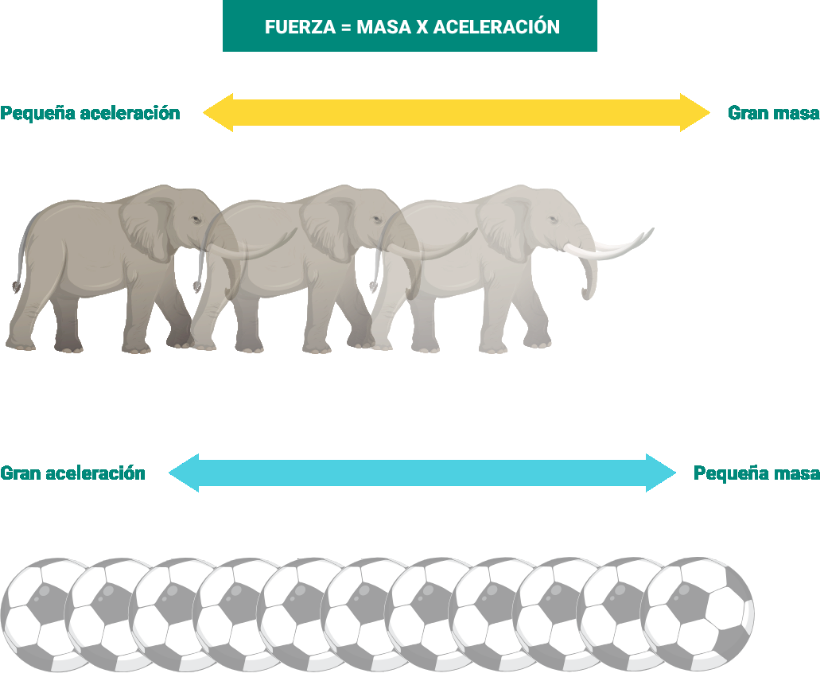 FUERZA = MASA X ACELERACIÓN
Pequeña aceleración
Gran masa
Gran aceleración
Pequeña masa